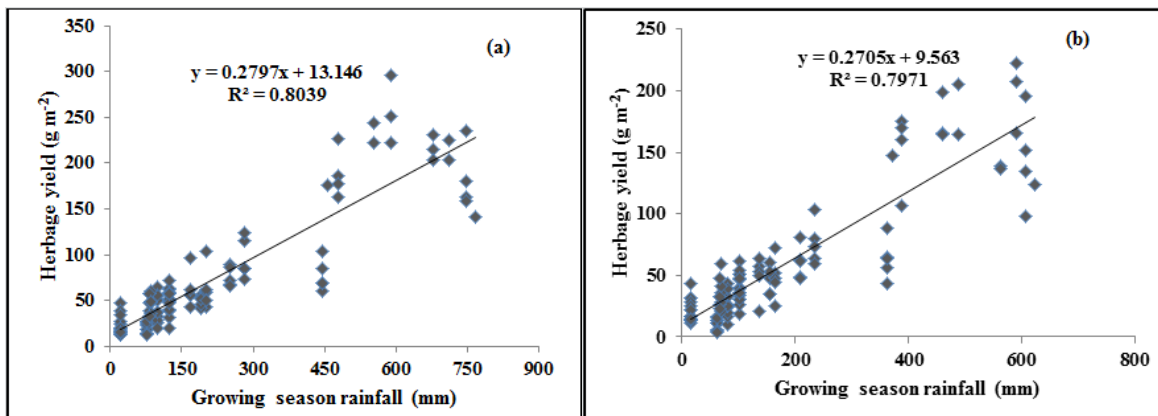 (a)
y = 0.2797x + 13.146
R² = 0.8039
Herbage yield (g m⁻²)
350
300
250
200
150
100
50
0
0 150 300 450 600 750 900
Growing season rainfall (mm)
(b)
y = 0.2705x + 9.563
R² = 0.7971
Herbage yield (g m⁻²)
250
200
150
100
50
0
0 200 400 600 800
Growing season rainfall (mm)